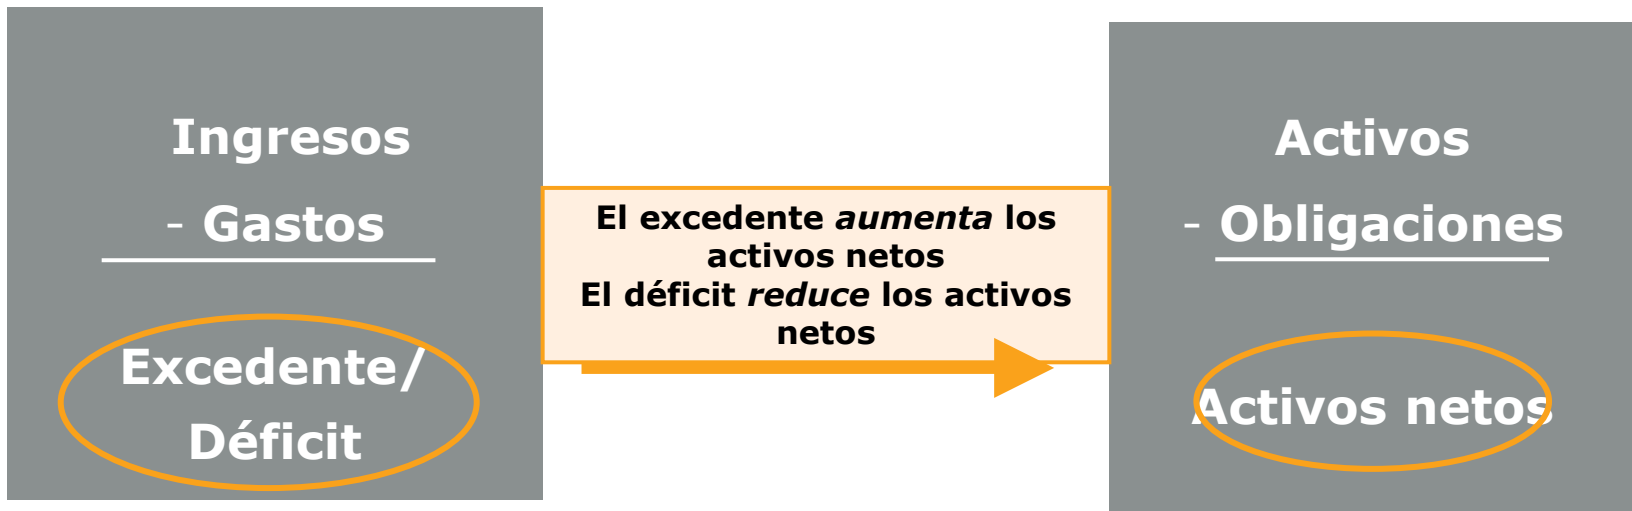 Ingresos
- Gastos
Excedente/
Déficit
El excedente aumenta los
activos netos
El déficit reduce los activos
netos
Activos
- Obligaciones
Activos netos